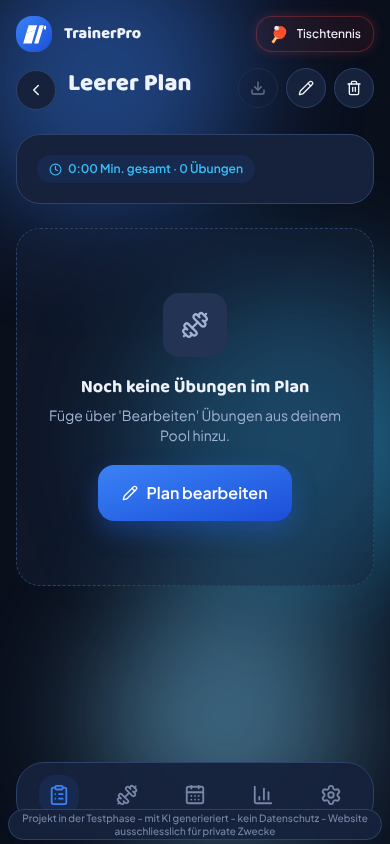 TrainerPro
Tischtennis
Leerer Plan
0:00 Min. gesamt · 0 Übungen
Noch keine Übungen im Plan
Füge über 'Bearbeiten' Übungen aus deinem
Pool hinzu.
Plan bearbeiten
Projekt in der Testphase – mit KI generieriert – kein Datenschutz – Website
ausschliesslich für private Zwecke